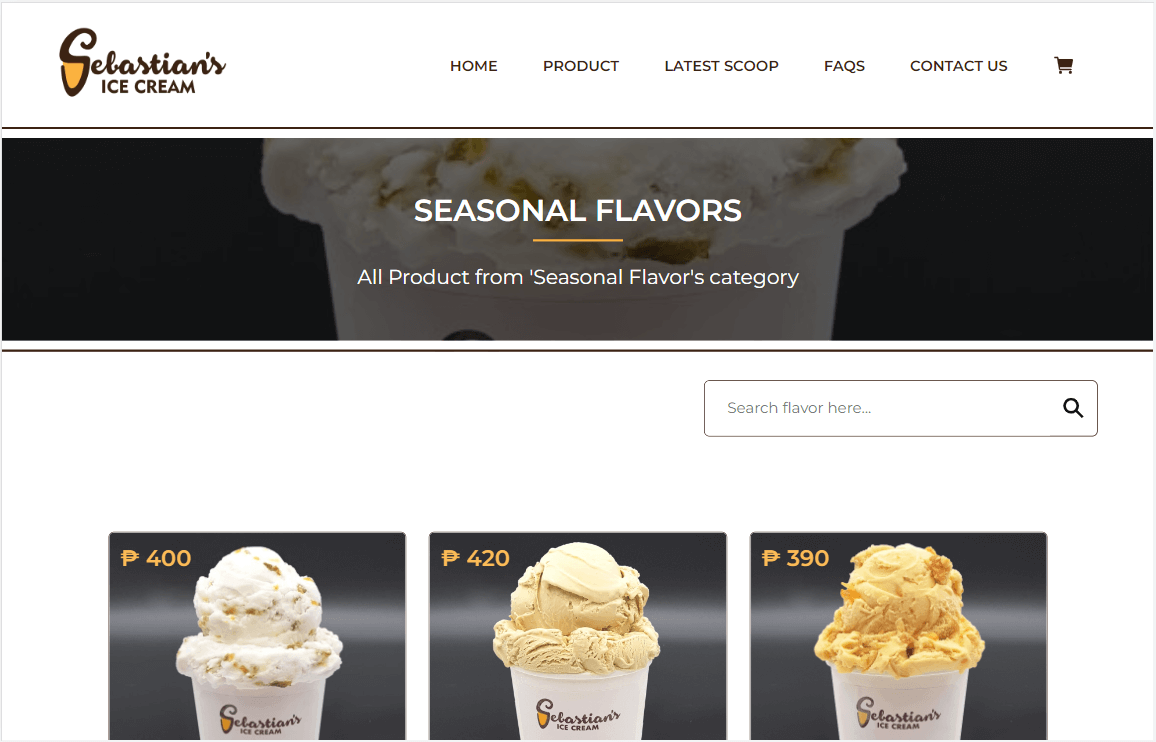 Sebastian's
ICE CREAM
HOME PRODUCT LATEST SCOOP FAQS CONTACT US
SEASONAL FLAVORS
All Product from 'Seasonal Flavor's category
Search flavor here...
₱ 400 ₱ 420 ₱ 390
Sebastian's Sebastian's Sebastian's
ICE CREAM ICE CREAM ICE CREAM